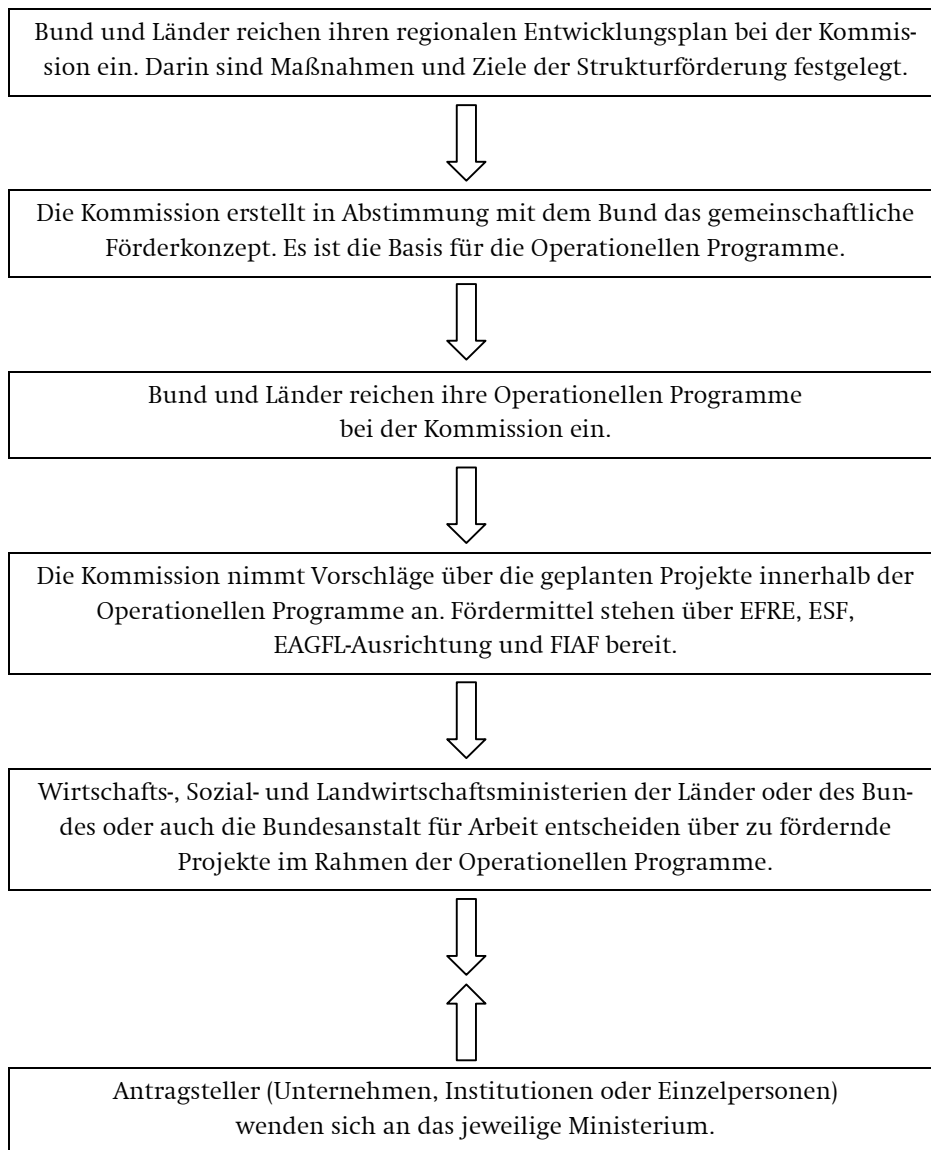 Bund und Länder reichen ihren regionalen Entwicklungsplan bei der Kommis-
sion ein. Darin sind Maßnahmen und Ziele der Strukturförderung festgelegt.
Die Kommission erstellt in Abstimmung mit dem Bund das gemeinschaftliche
Förderkonzept. Es ist die Basis für die Operationellen Programme.
Bund und Länder reichen ihre Operationellen Programme
bei der Kommission ein.
Die Kommission nimmt Vorschläge über die geplanten Projekte innerhalb der
Operationellen Programme an. Fördermittel stehen über EFRE, ESF,
EAGFL-Ausrichtung und FIAF bereit.
Wirtschafts-, Sozial- und Landwirtschaftsministerien der Länder oder des Bun-
des oder auch die Bundesanstalt für Arbeit entscheiden über zu fördernde
Projekte im Rahmen der Operationellen Programme.
Antragsteller (Unternehmen, Institutionen oder Einzelpersonen)
wenden sich an das jeweilige Ministerium.